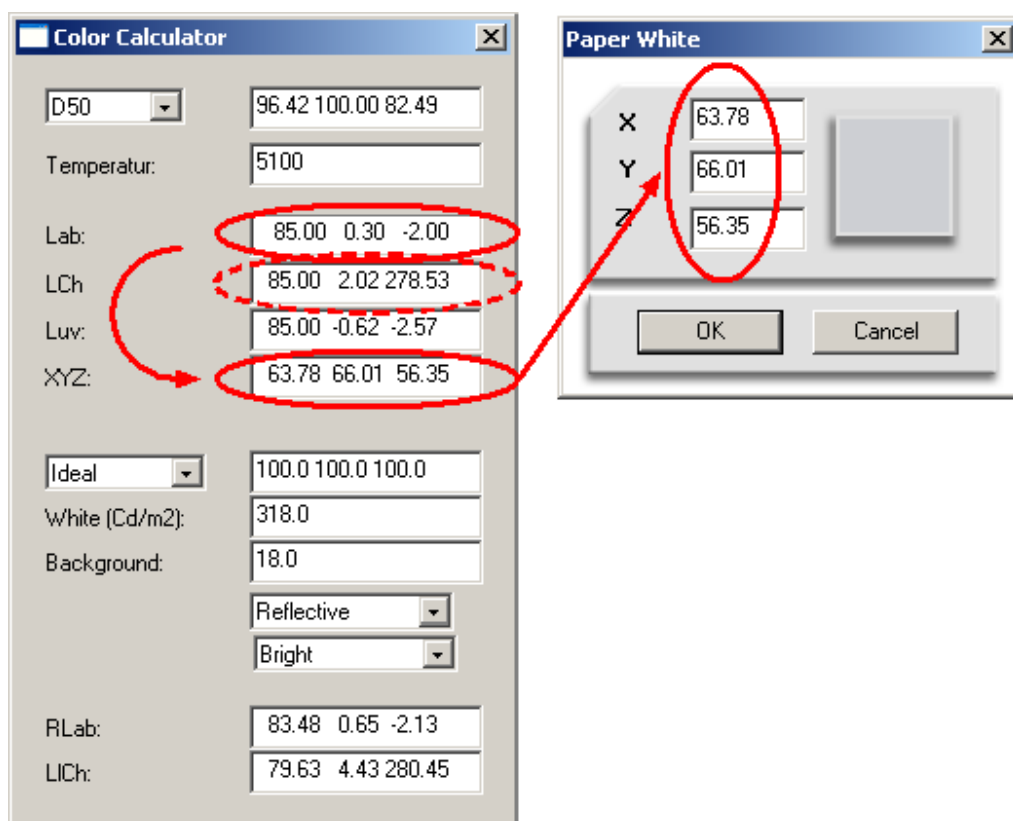 Color Calculator
D50 96.42 100.00 82.49
Temperatur: 5100
Lab: 85.00 0.30 -2.00
LCh 85.00 2.02 278.53
Luv: 85.00 -0.62 -2.57
XYZ: 63.78 66.01 56.35
Ideal 100.0 100.0 100.0
White (Cd/m2): 318.0
Background: 18.0
Reflective
Bright
RLab: 83.48 0.65 -2.13
LlCh: 79.63 4.43 280.45
Paper White
X 63.78
Y 66.01
Z 56.35
OK Cancel